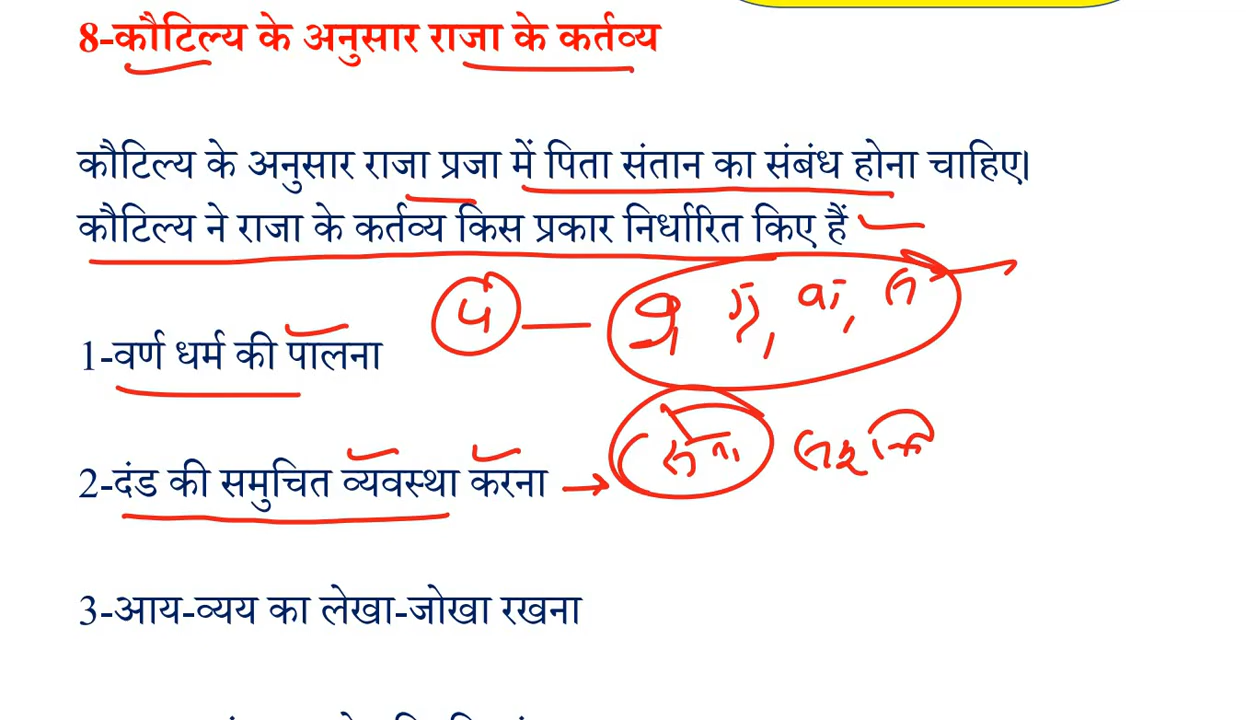 8-कौटिल्य के अनुसार राजा के कर्तव्य
कौटिल्य के अनुसार राजा प्रजा में पिता संतान का संबंध होना चाहिए।
कौटिल्य ने राजा के कर्तव्य किस प्रकार निर्धारित किए हैं
1-वर्ण धर्म की पालना
2-दंड की समुचित व्यवस्था करना
3-आय-व्यय का लेखा-जोखा रखना